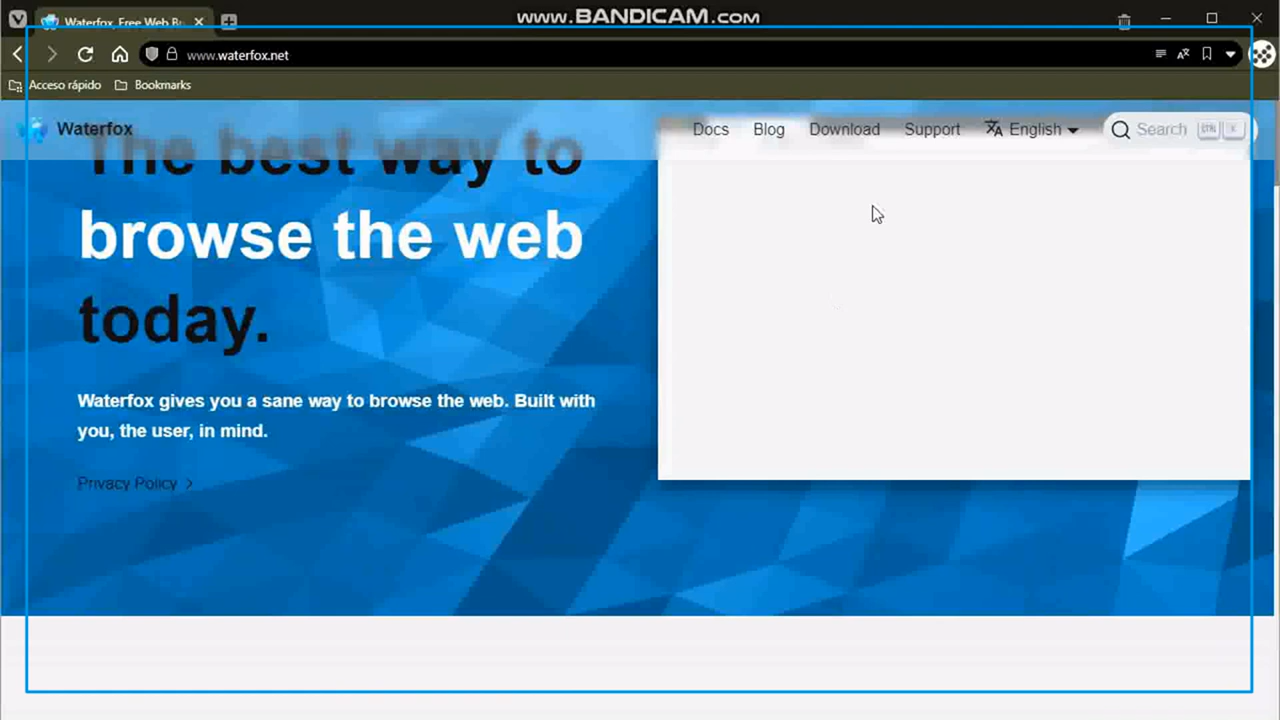 www.BANDICAM.com
Waterfox, Free Web Br
www.waterfox.net
Acceso rápido Bookmarks
Waterfox Docs Blog Download Support English Search CTRL K
The best way to
browse the web
today.
Waterfox gives you a sane way to browse the web. Built with
you, the user, in mind.
Privacy Policy